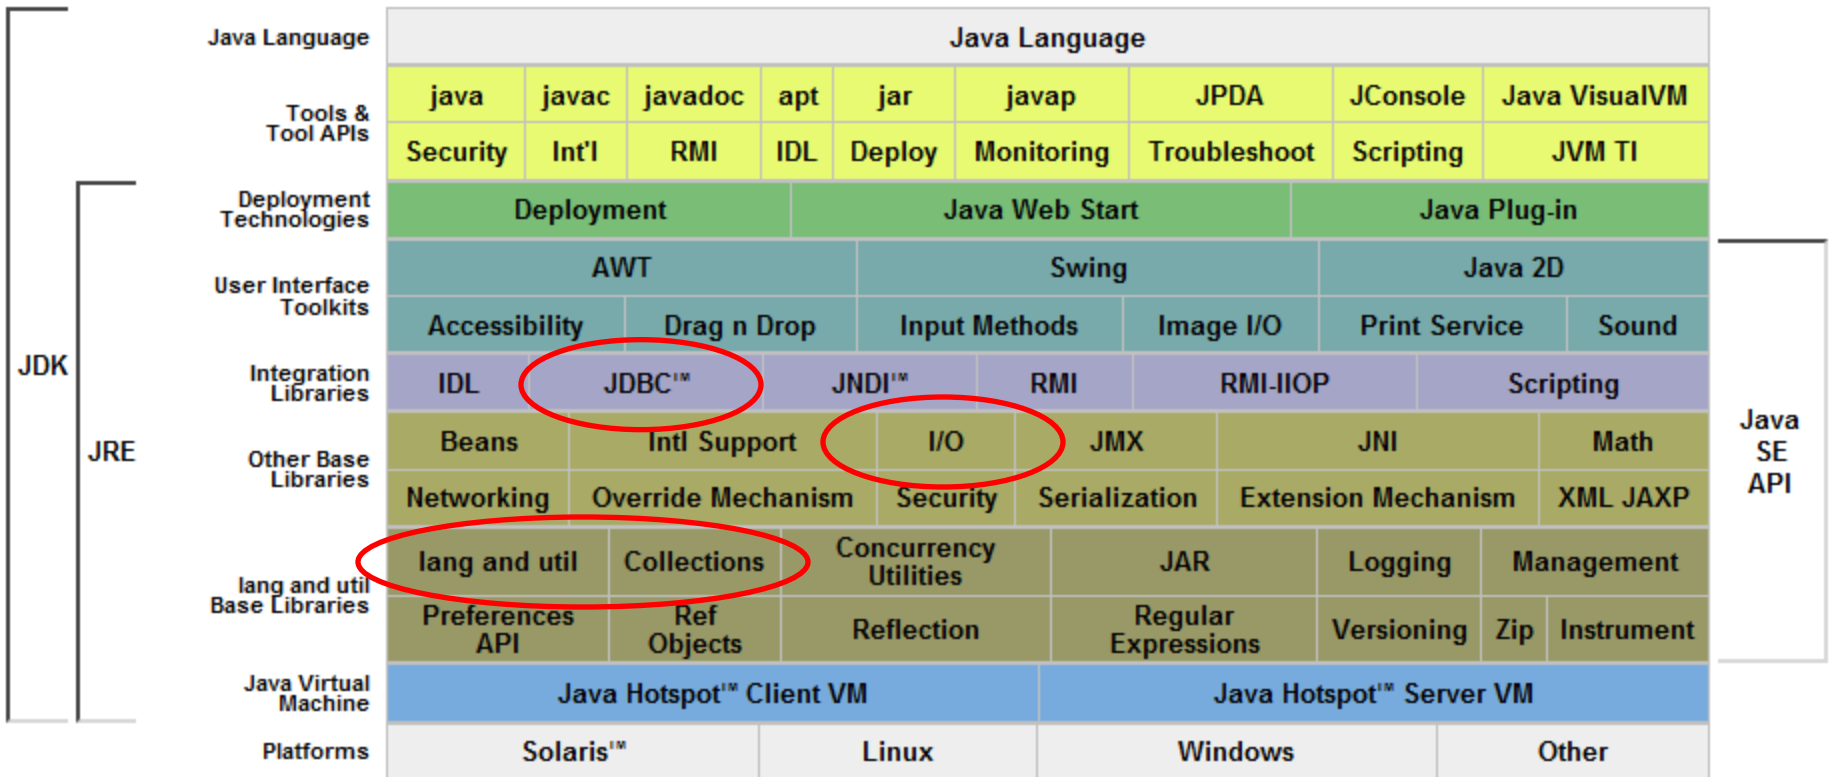 Java Language Java Language
Tools & Tool APIs java javac javadoc apt jar javap JPDA JConsole Java VisualVM
Security Int'l RMI IDL Deploy Monitoring Troubleshoot Scripting JVM TI
Deployment Technologies Deployment Java Web Start Java Plug-in
User Interface Toolkits AWT Swing Java 2D
Accessibility Drag n Drop Input Methods Image I/O Print Service Sound
JDK
Integration Libraries IDL JDBC™ JNDI™ RMI RMI-IIOP Scripting
JRE
Other Base Libraries Beans Intl Support I/O JMX JNI Math
Java SE API
Networking Override Mechanism Security Serialization Extension Mechanism XML JAXP
lang and util Base Libraries lang and util Collections Concurrency Utilities JAR Logging Management
Preferences API Ref Objects Reflection Regular Expressions Versioning Zip Instrument
Java Virtual Machine Java Hotspot™ Client VM Java Hotspot™ Server VM
Platforms Solaris™ Linux Windows Other